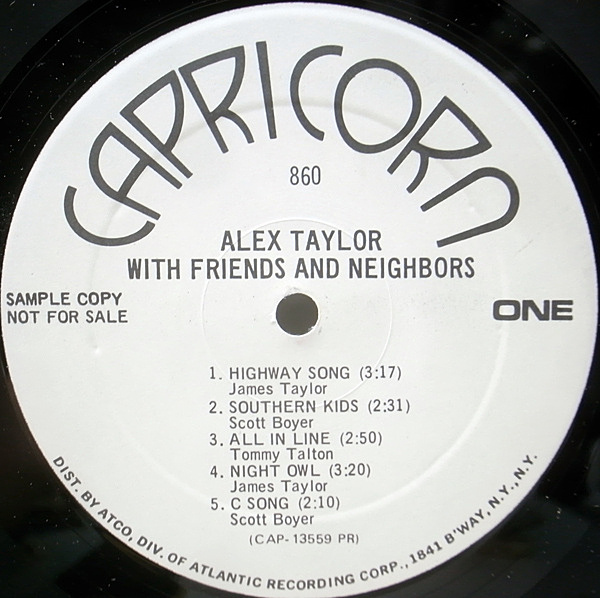 CAPRICORN
860
ALEX TAYLOR
WITH FRIENDS AND NEIGHBORS
SAMPLE COPY
NOT FOR SALE
ONE
1. HIGHWAY SONG (3:17)
James Taylor
2. SOUTHERN KIDS (2:31)
Scott Boyer
3. ALL IN LINE (2:50)
Tommy Talton
4. NIGHT OWL (3:20)
James Taylor
5. C SONG (2:10)
Scott Boyer
(CAP-13559 PR)
DIST. BY ATCO, DIV. OF ATLANTIC RECORDING CORP., 1841 B'WAY, N.Y., N.Y.